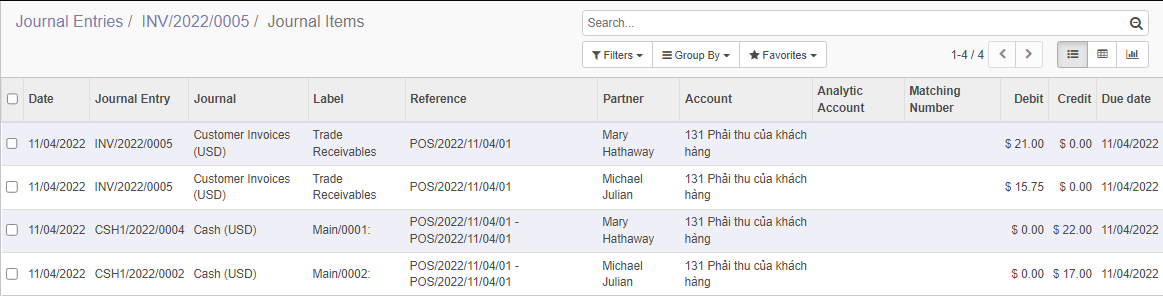 Journal Entries / INV/2022/0005 / Journal Items
Search...
Filters Group By Favorites 1-4 / 4
Date Journal Entry Journal Label Reference Partner Account Analytic Account Matching Number Debit Credit Due date
11/04/2022 INV/2022/0005 Customer Invoices (USD) Trade Receivables POS/2022/11/04/01 Mary Hathaway 131 Phải thu của khách hàng $ 21.00 $ 0.00 11/04/2022
11/04/2022 INV/2022/0005 Customer Invoices (USD) Trade Receivables POS/2022/11/04/01 Michael Julian 131 Phải thu của khách hàng $ 15.75 $ 0.00 11/04/2022
11/04/2022 CSH1/2022/0004 Cash (USD) Main/0001: POS/2022/11/04/01 - POS/2022/11/04/01 Mary Hathaway 131 Phải thu của khách hàng $ 0.00 $ 22.00 11/04/2022
11/04/2022 CSH1/2022/0002 Cash (USD) Main/0002: POS/2022/11/04/01 - POS/2022/11/04/01 Michael Julian 131 Phải thu của khách hàng $ 0.00 $ 17.00 11/04/2022